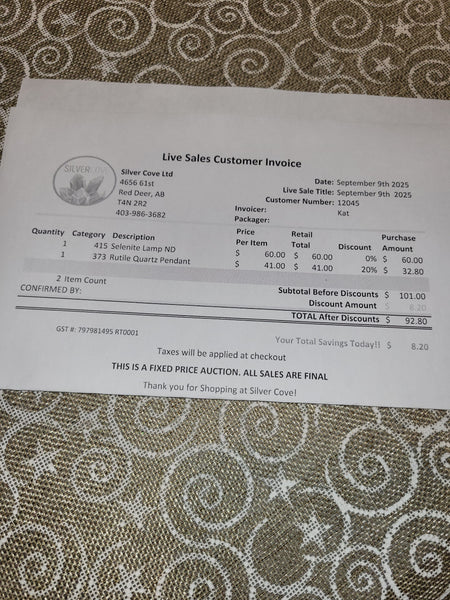 Live Sales Customer Invoice
SILVERCOVE
Silver Cove Ltd
4656 61st
Red Deer, AB
T4N 2R2
403-986-3682
Date: September 9th 2025
Live Sale Title: September 9th 2025
Customer Number: 12045
Invoicer: Kat
Packager:
Quantity Category Description Price Per Item Retail Total Discount Purchase Amount
1 415 Selenite Lamp ND $ 60.00 $ 60.00 0% $ 60.00
1 373 Rutile Quartz Pendant $ 41.00 $ 41.00 20% $ 32.80
2 Item Count
Subtotal Before Discounts $ 101.00
CONFIRMED BY:
Discount Amount $ 8.20
TOTAL After Discounts $ 92.80
GST #: 797981495 RT0001
Your Total Savings Today!! $ 8.20
Taxes will be applied at checkout
THIS IS A FIXED PRICE AUCTION. ALL SALES ARE FINAL
Thank you for Shopping at Silver Cove!